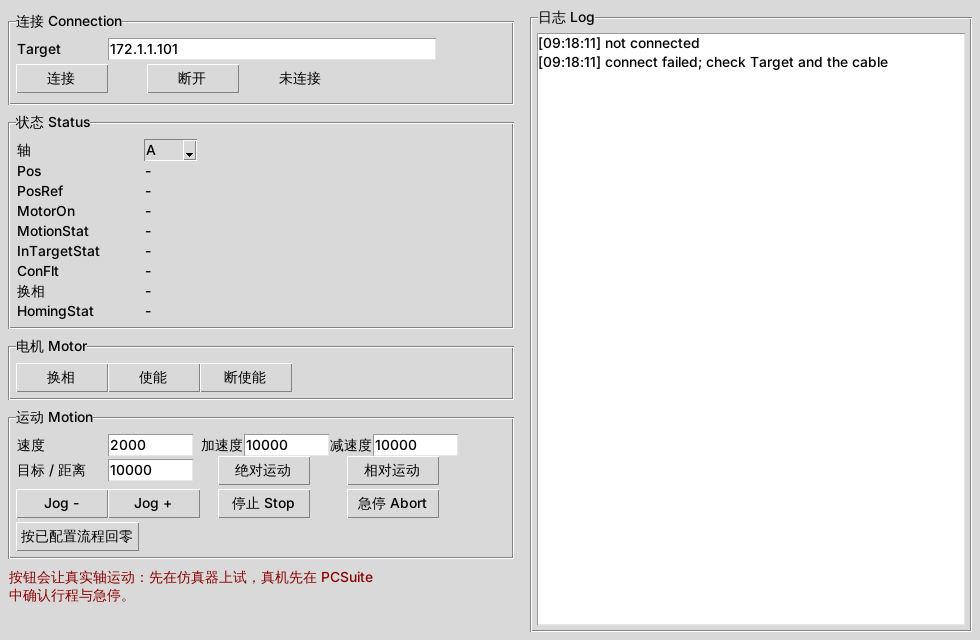 连接 Connection
Target 172.1.1.101
连接 断开 未连接
状态 Status
轴 A
Pos -
PosRef -
MotorOn -
MotionStat -
InTargetStat -
ConFlt -
换相 -
HomingStat -
电机 Motor
换相 使能 断使能
运动 Motion
速度 2000 加速度 10000 减速度 10000
目标 / 距离 10000 绝对运动 相对运动
Jog - Jog + 停止 Stop 急停 Abort
按已配置流程回零
按钮会让真实轴运动：先在仿真器上试，真机先在 PCSuite
中确认行程与急停。
日志 Log
[09:18:11] not connected
[09:18:11] connect failed; check Target and the cable